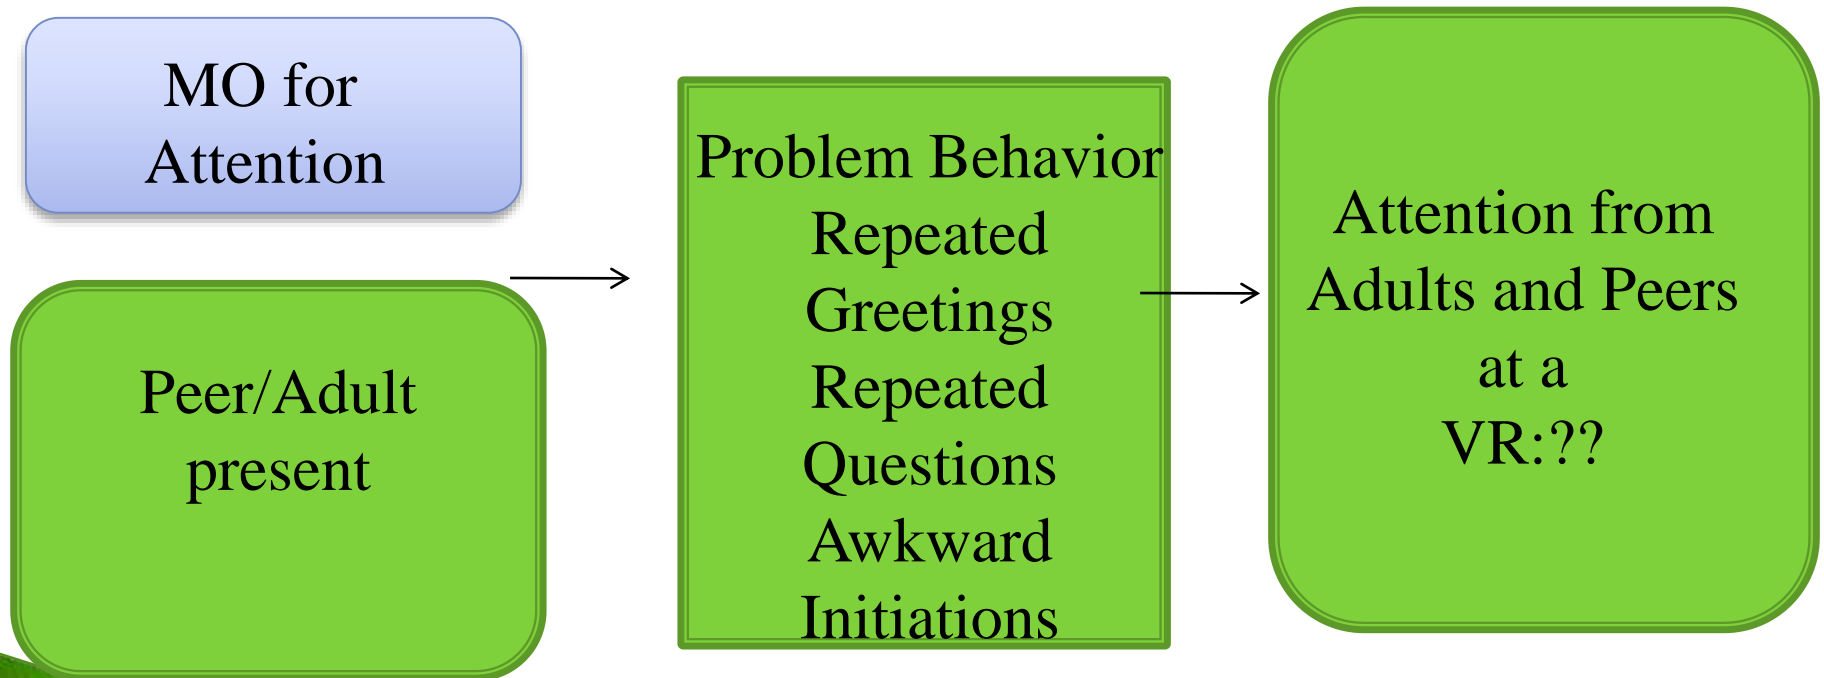 MO for
Attention
Peer/Adult
present
Problem Behavior
Repeated
Greetings
Repeated
Questions
Awkward
Initiations
Attention from
Adults and Peers
at a
VR:??